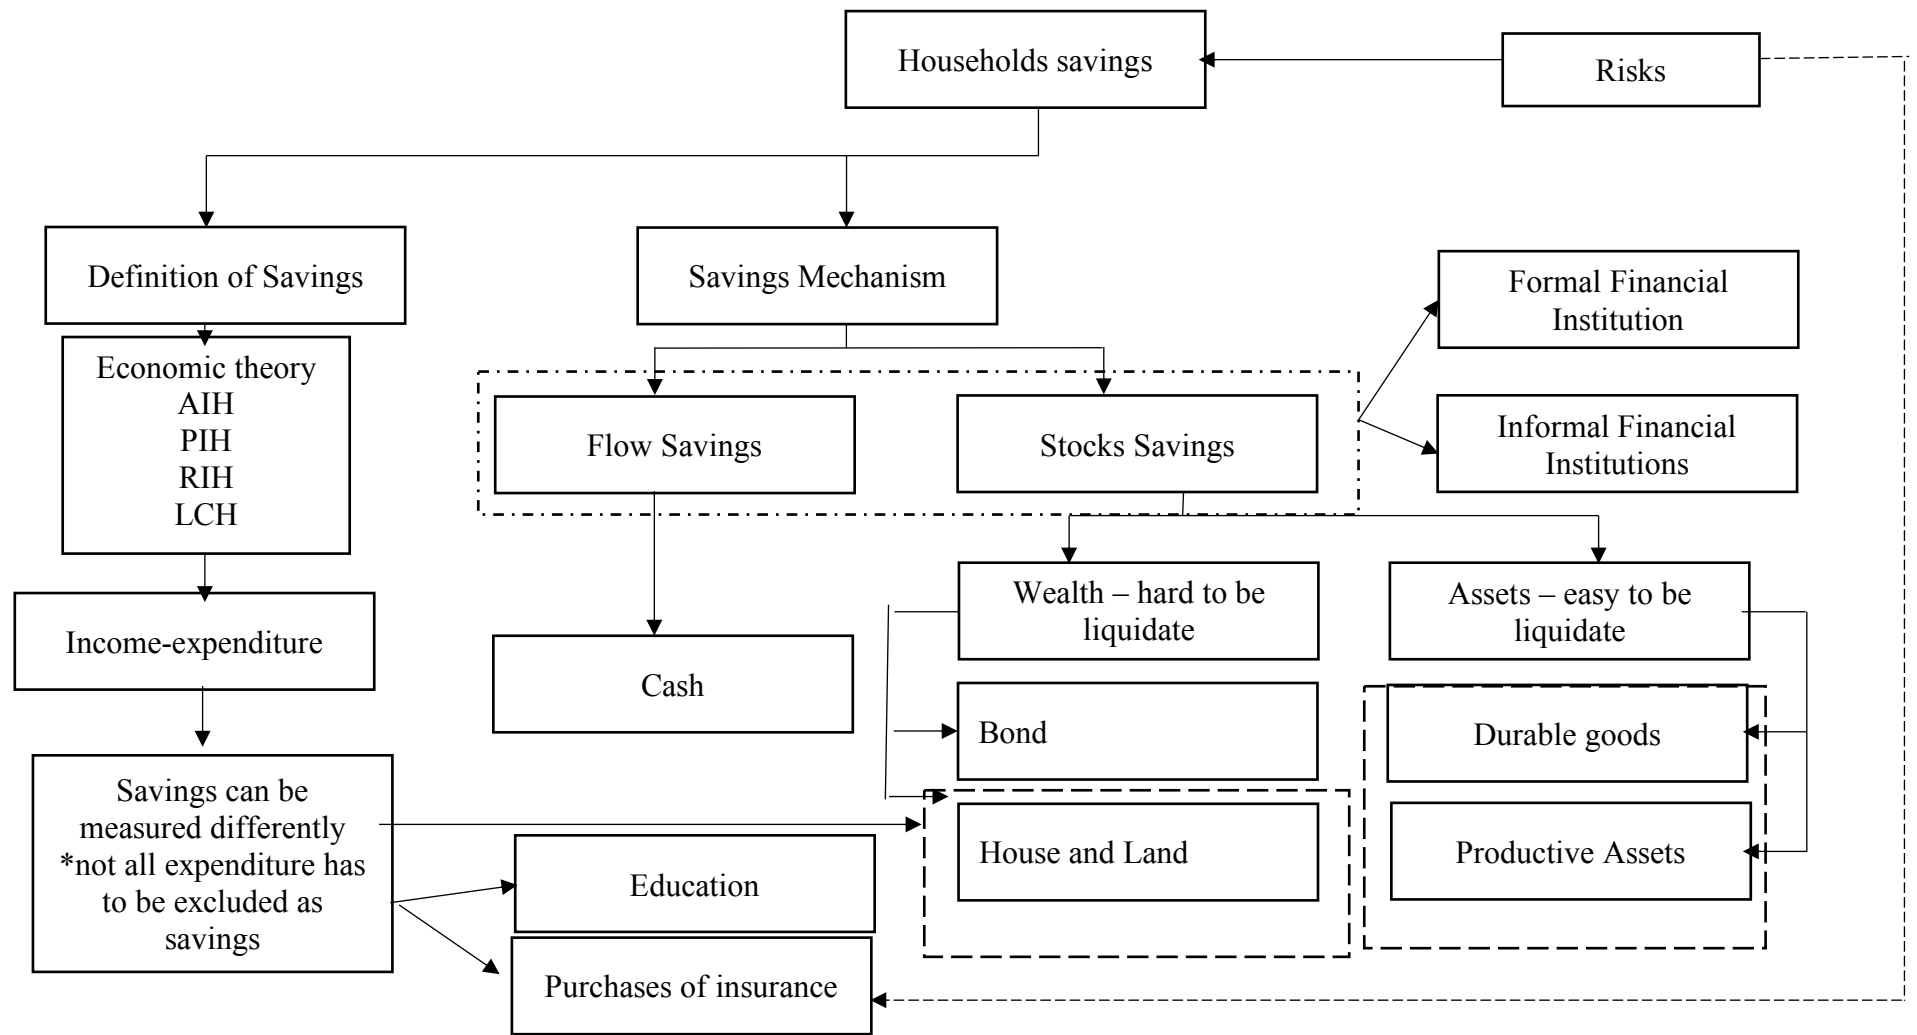 Households savings
Risks
Definition of Savings
Savings Mechanism
Formal Financial
Institution
Economic theory
AIH
PIH
RIH
LCH
Flow Savings
Stocks Savings
Informal Financial
Institutions
Income-expenditure
Cash
Wealth – hard to be
liquidate
Assets – easy to be
liquidate
Bond
Durable goods
Savings can be
measured differently
*not all expenditure has
to be excluded as
savings
Education
House and Land
Productive Assets
Purchases of insurance